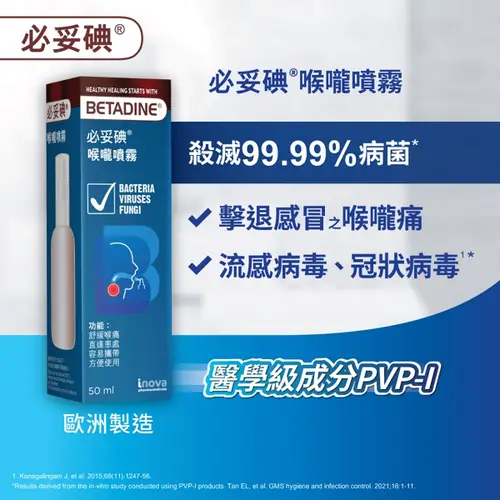 必妥碘®
HEALTHY HEALING STARTS WITH
BETADINE®
必妥碘®
喉嚨噴霧
BACTERIA
VIRUSES
FUNGI
功能：
舒緩喉痛
直達患處
容易攜帶
方便使用
50 ml
inova
pharmaceuticals
歐洲製造
必妥碘®喉嚨噴霧
殺滅99.99%病菌*
擊退感冒之喉嚨痛
流感病毒、冠狀病毒1*
醫學級成分PVP-I
1. Kanagalingam J, et al. 2015;69(11):1247-56.
*Results derived from the in-vitro study conducted using PVP-I products. Tan EL, et al. GMS hygiene and infection control. 2021;16:1-11.